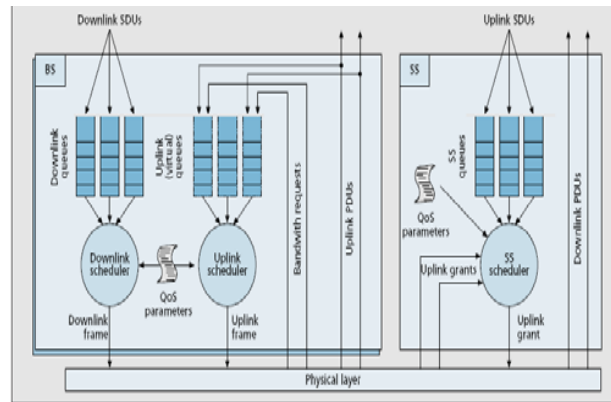 Downlink SDUs
Uplink SDUs
BS
SS
Downlink
queues
Uplink
(virtual)
queues
Bandwith requests
Uplink PDUs
SS
queues
QoS
parameters
Downlink PDUs
Downlink
scheduler
QoS
parameters
Uplink
scheduler
Uplink grants
SS
scheduler
Downlink
frame
Uplink
frame
Uplink
grant
Physical layer